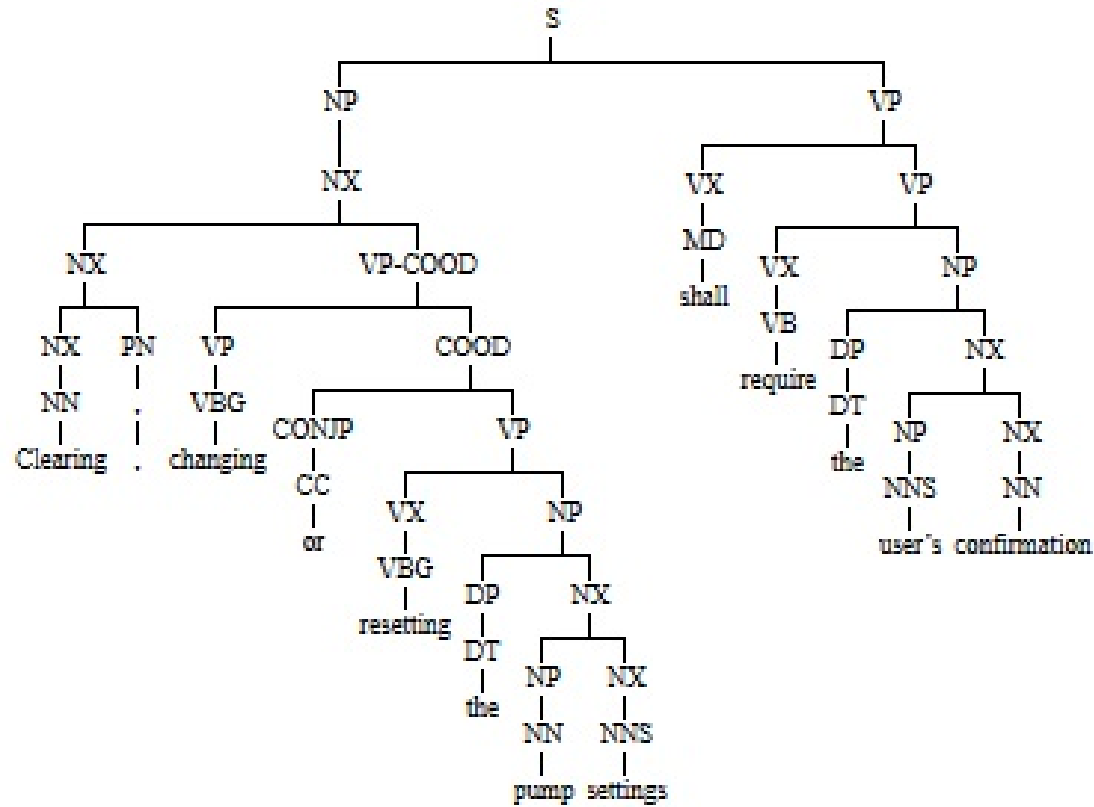 S
NP VP
NX VX VP
NX VP-COOD MD VX NP
shall
NX PN VP COOD VB DP NX
require
NN , VBG CONJP VP DT NP NX
Clearing , changing CC the NNS NN
or VX NP user's confirmation
VBG DP NX
resetting DT NP NX
the NN NNS
pump settings